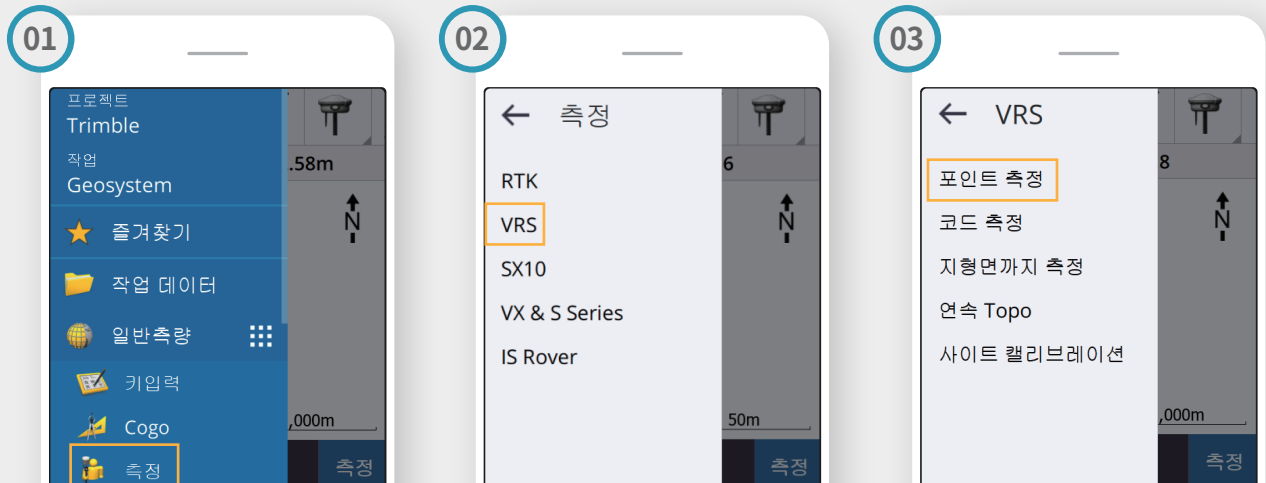 01
프로젝트
Trimble
작업
Geosystem
즐겨찾기
작업 데이터
일반측량
키입력
Cogo
측정
.58m
N
,000m
측정
02
측정
RTK
VRS
SX10
VX & S Series
IS Rover
6
N
50m
측정
03
VRS
포인트 측정
코드 측정
지형면까지 측정
연속 Topo
사이트 캘리브레이션
8
N
,000m
측정